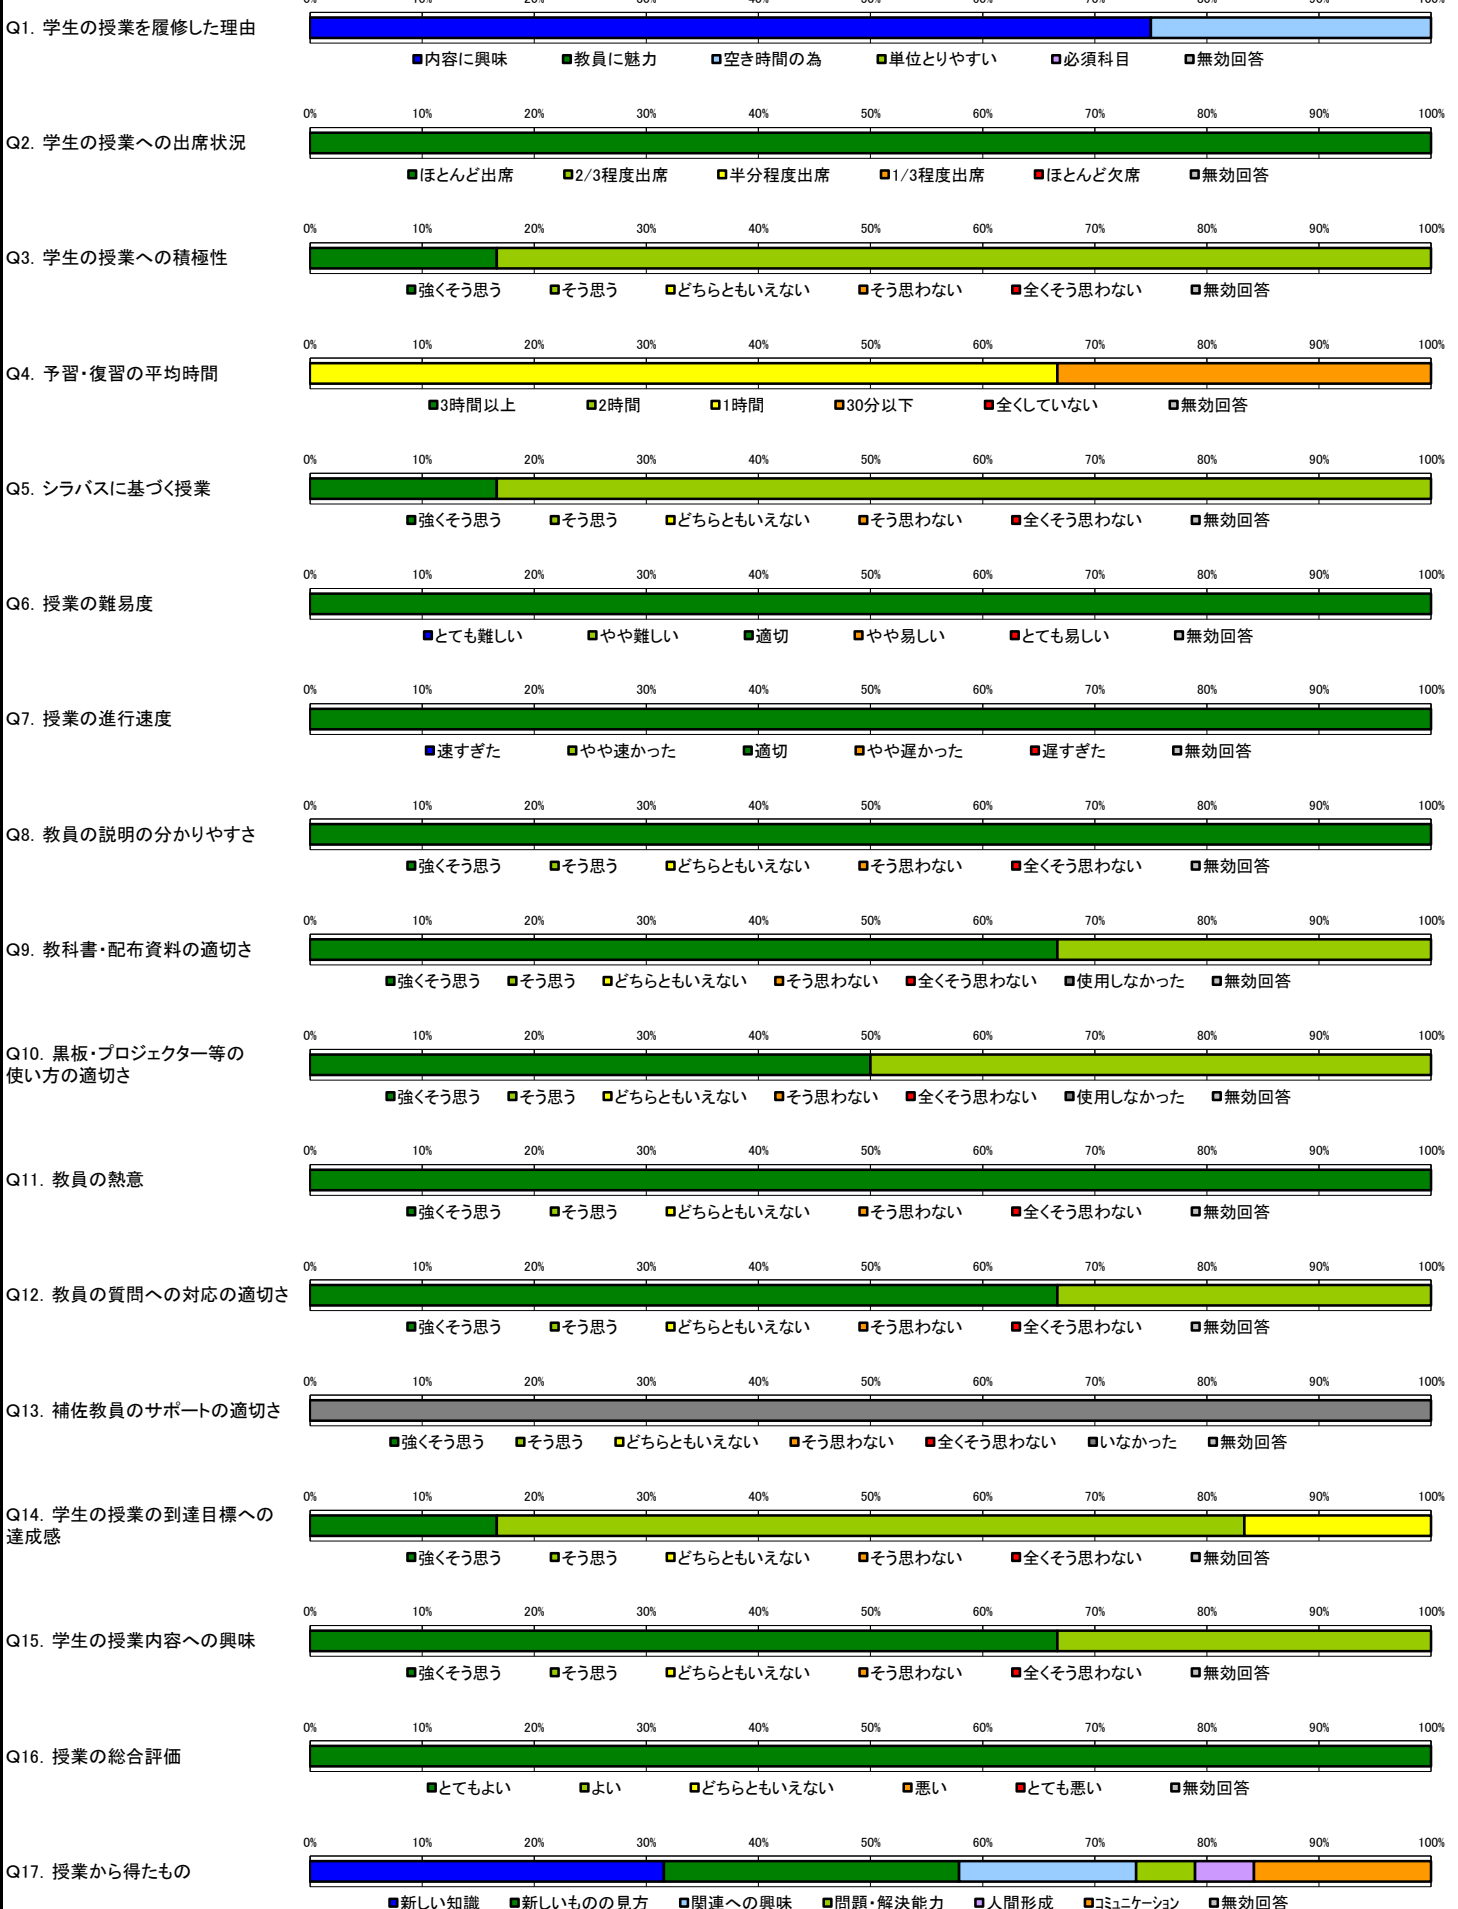 0% 10% 20% 30% 40% 50% 60% 70% 80% 90% 100%
Q1. 学生の授業を履修した理由
内容に興味 教員に魅力 空き時間の為 単位とりやすい 必須科目 無効回答
0% 10% 20% 30% 40% 50% 60% 70% 80% 90% 100%
Q2. 学生の授業への出席状況
ほとんど出席 2/3程度出席 半分程度出席 1/3程度出席 ほとんど欠席 無効回答
0% 10% 20% 30% 40% 50% 60% 70% 80% 90% 100%
Q3. 学生の授業への積極性
強くそう思う そう思う どちらともいえない そう思わない 全くそう思わない 無効回答
0% 10% 20% 30% 40% 50% 60% 70% 80% 90% 100%
Q4. 予習・復習の平均時間
3時間以上 2時間 1時間 30分以下 全くしていない 無効回答
0% 10% 20% 30% 40% 50% 60% 70% 80% 90% 100%
Q5. シラバスに基づく授業
強くそう思う そう思う どちらともいえない そう思わない 全くそう思わない 無効回答
0% 10% 20% 30% 40% 50% 60% 70% 80% 90% 100%
Q6. 授業の難易度
とても難しい やや難しい 適切 やや易しい とても易しい 無効回答
0% 10% 20% 30% 40% 50% 60% 70% 80% 90% 100%
Q7. 授業の進行速度
速すぎた やや速かった 適切 やや遅かった 遅すぎた 無効回答
0% 10% 20% 30% 40% 50% 60% 70% 80% 90% 100%
Q8. 教員の説明の分かりやすさ
強くそう思う そう思う どちらともいえない そう思わない 全くそう思わない 無効回答
0% 10% 20% 30% 40% 50% 60% 70% 80% 90% 100%
Q9. 教科書・配布資料の適切さ
強くそう思う そう思う どちらともいえない そう思わない 全くそう思わない 使用しなかった 無効回答
0% 10% 20% 30% 40% 50% 60% 70% 80% 90% 100%
Q10. 黒板・プロジェクター等の
使い方の適切さ
強くそう思う そう思う どちらともいえない そう思わない 全くそう思わない 使用しなかった 無効回答
0% 10% 20% 30% 40% 50% 60% 70% 80% 90% 100%
Q11. 教員の熱意
強くそう思う そう思う どちらともいえない そう思わない 全くそう思わない 無効回答
0% 10% 20% 30% 40% 50% 60% 70% 80% 90% 100%
Q12. 教員の質問への対応の適切さ
強くそう思う そう思う どちらともいえない そう思わない 全くそう思わない 無効回答
0% 10% 20% 30% 40% 50% 60% 70% 80% 90% 100%
Q13. 補佐教員のサポートの適切さ
強くそう思う そう思う どちらともいえない そう思わない 全くそう思わない いなかった 無効回答
0% 10% 20% 30% 40% 50% 60% 70% 80% 90% 100%
Q14. 学生の授業の到達目標への
達成感
強くそう思う そう思う どちらともいえない そう思わない 全くそう思わない 無効回答
0% 10% 20% 30% 40% 50% 60% 70% 80% 90% 100%
Q15. 学生の授業内容への興味
強くそう思う そう思う どちらともいえない そう思わない 全くそう思わない 無効回答
0% 10% 20% 30% 40% 50% 60% 70% 80% 90% 100%
Q16. 授業の総合評価
とてもよい よい どちらともいえない 悪い とても悪い 無効回答
0% 10% 20% 30% 40% 50% 60% 70% 80% 90% 100%
Q17. 授業から得たもの
新しい知識 新しいものの見方 関連への興味 問題・解決能力 人間形成 コミュニケーション 無効回答